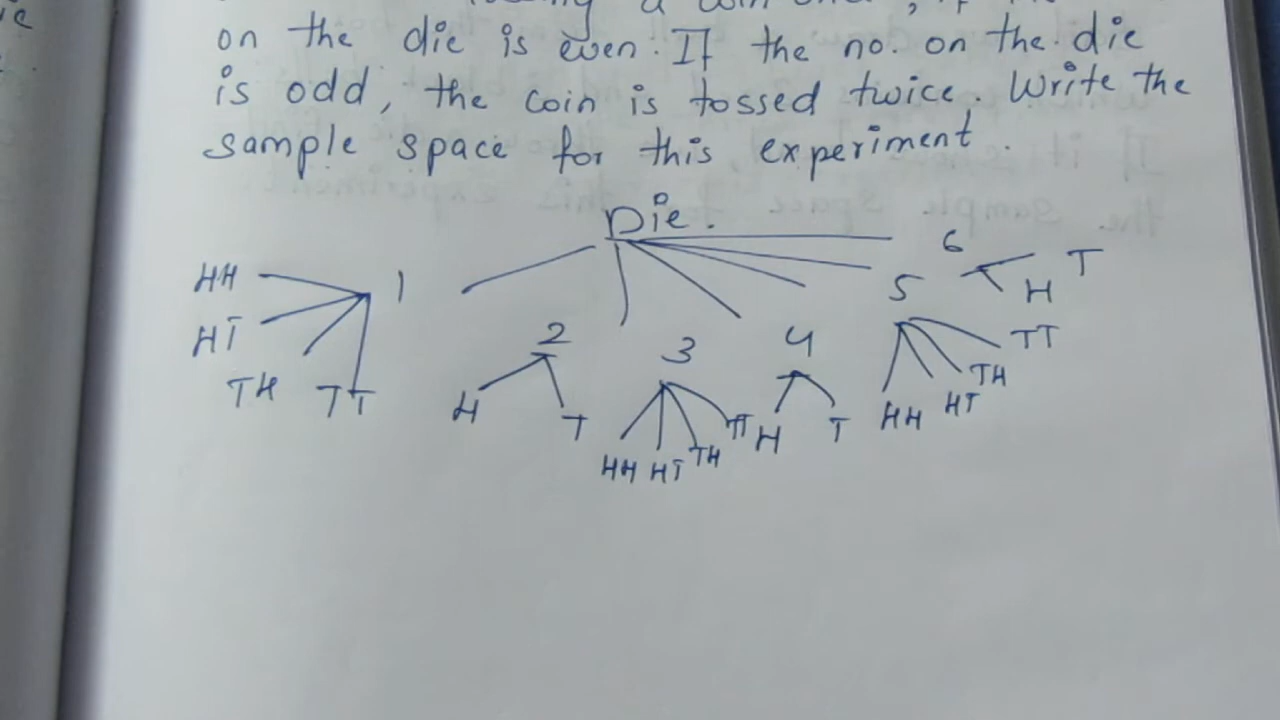 a coin
on the die is even. If the no. on the die
is odd, the coin is tossed twice. Write the
sample space for this experiment.
Die.
HH 1 6 T
HT 5 H
TH TT 2 3 4 TT
H T HH HT TH TT H T HH HT TH